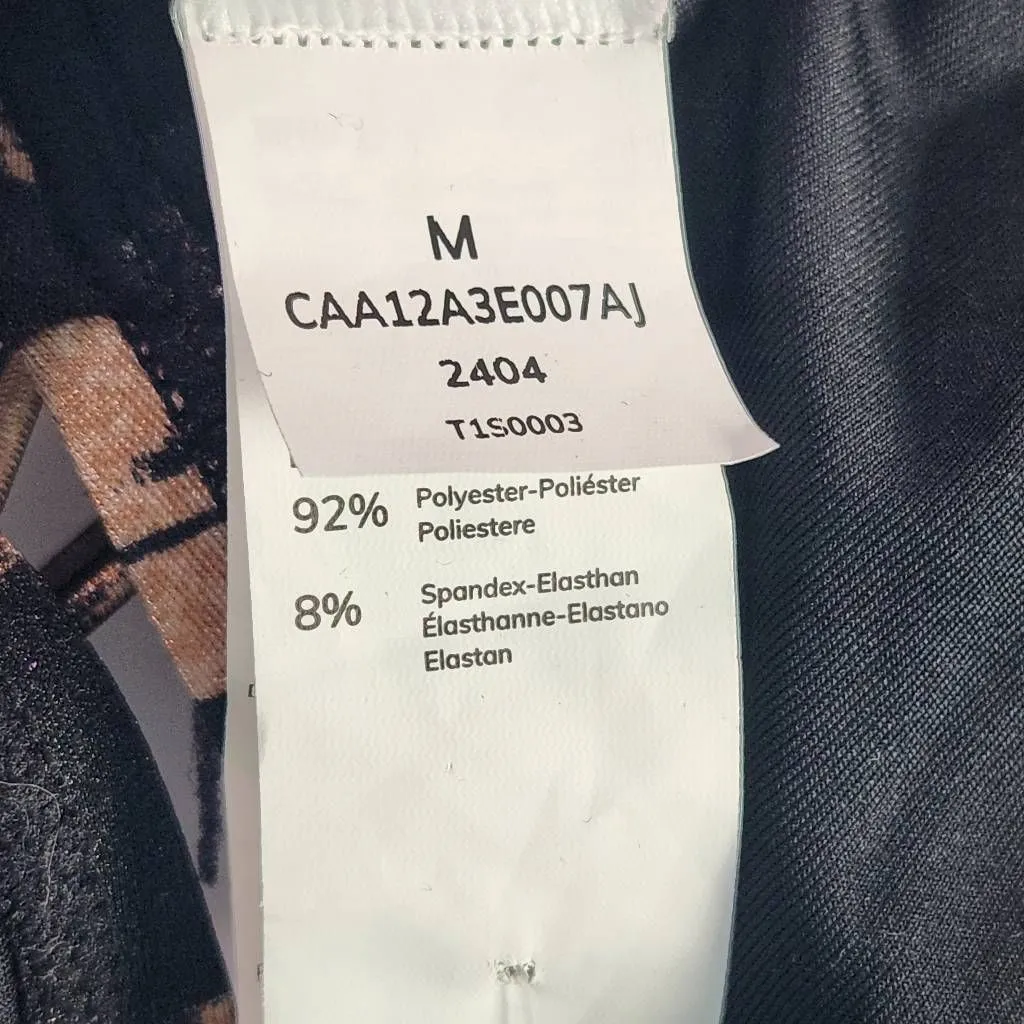 M
CAA12A3E007AJ
2404
T1S0003
92% Polyester-Poliéster
Poliestere
8% Spandex-Elasthan
Élasthanne-Elastano
Elastan